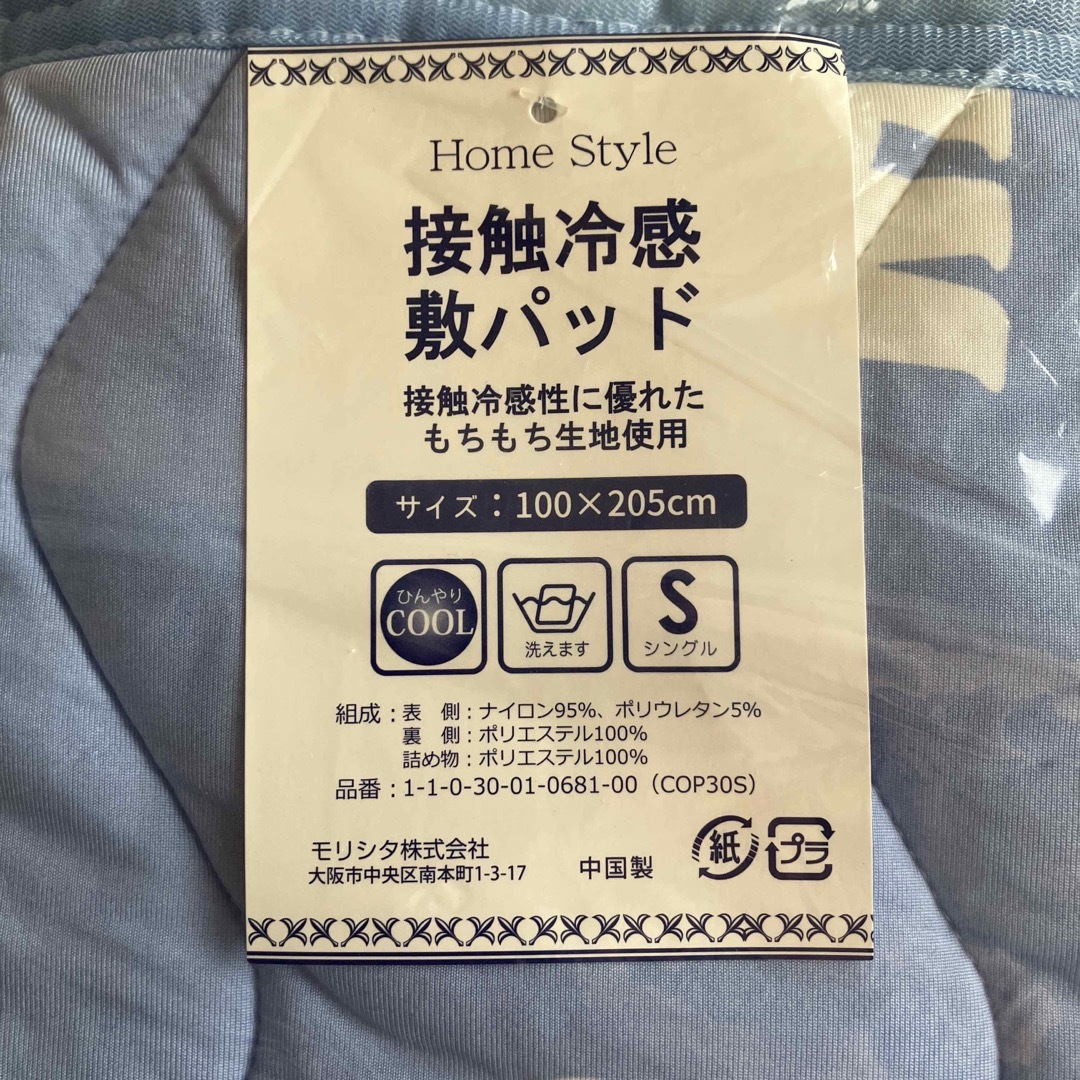 Home Style
接触冷感
敷パッド
接触冷感性に優れた
もちもち生地使用
サイズ：100×205cm
ひんやり
COOL
洗えます
S
シングル
組成：表　側：ナイロン95%、ポリウレタン5%
裏　側：ポリエステル100%
詰め物：ポリエステル100%
品番：1-1-0-30-01-0681-00（COP30S）
モリシタ株式会社
大阪市中央区南本町1-3-17
中国製
紙
プラ